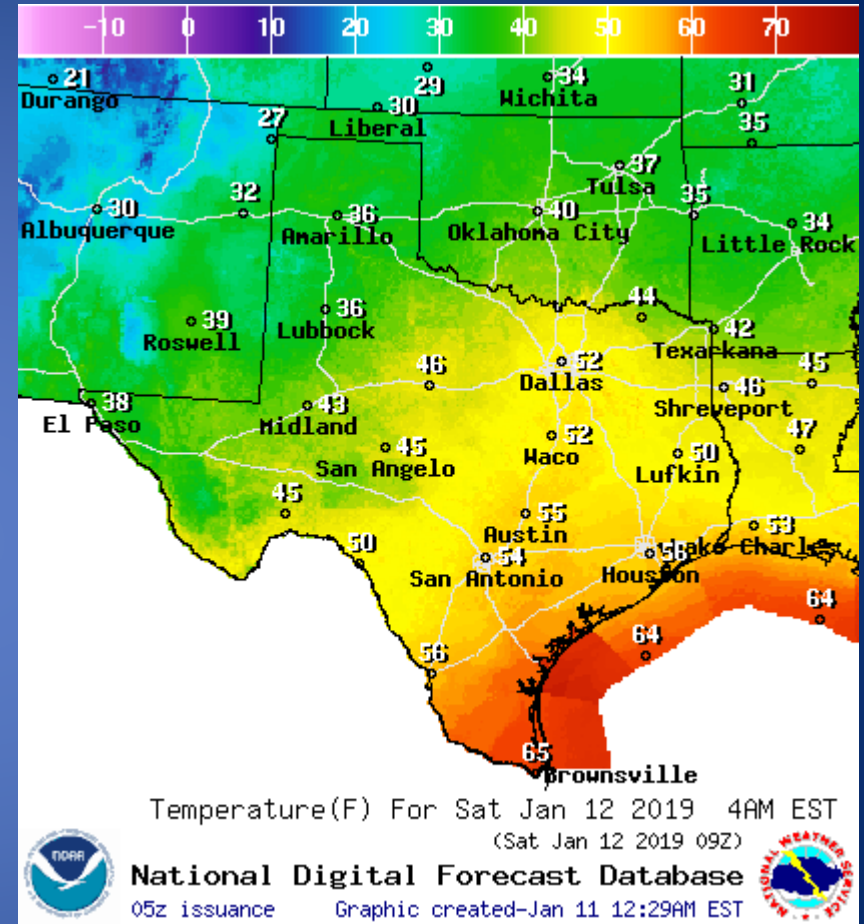 -10 0 10 20 30 40 50 60 70
21
Durango
29
34
Wichita
31
30
Liberal
27
35
37
Tulsa
30
Albuquerque
32
36
Amarillo
40
Oklahoma City
35
34
Little Rock
39
Roswell
36
Lubbock
44
42
Texarkana
52
Dallas
46
46
Shreveport
45
38
El Paso
43
Midland
45
San Angelo
52
Waco
50
Lufkin
47
45
55
Austin
53
Lake Charles
50
54
San Antonio
Houston
64
64
56
65
Brownsville
Temperature(F) For Sat Jan 12 2019 4AM EST
(Sat Jan 12 2019 09Z)
National Digital Forecast Database
05z issuance Graphic created-Jan 11 12:29AM EST
NOAA
NATIONAL WEATHER SERVICE